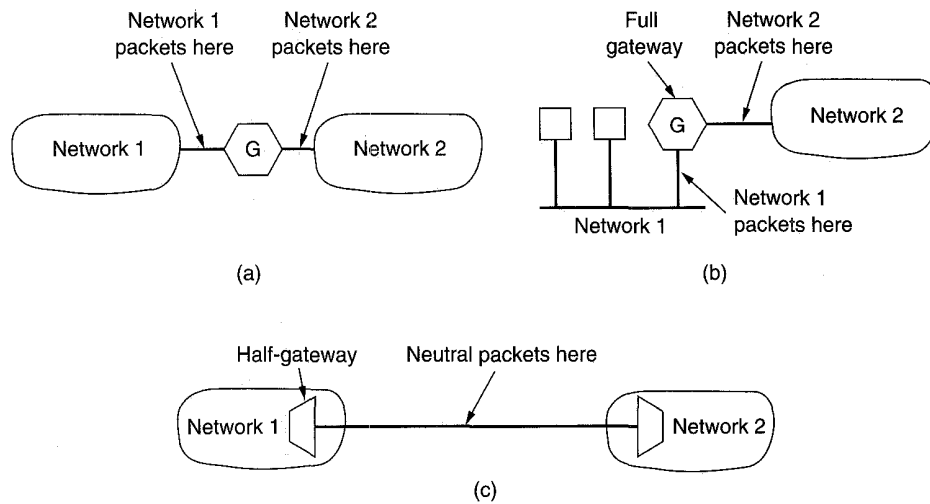 Network 1
packets here
Network 2
packets here
Network 1
G
Network 2
(a)
Full
gateway
Network 2
packets here
G
Network 2
Network 1
packets here
Network 1
(b)
Half-gateway
Neutral packets here
Network 1
Network 2
(c)